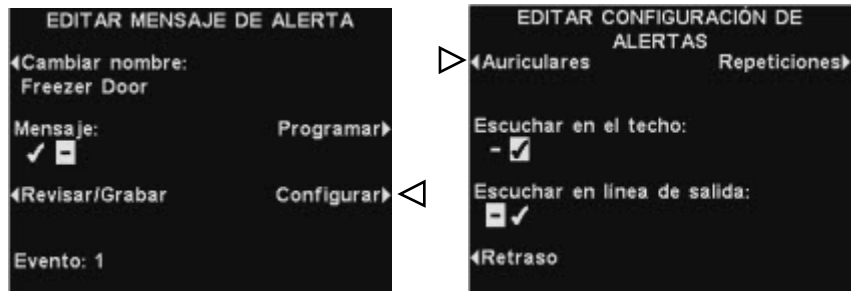 EDITAR MENSAJE DE ALERTA
Cambiar nombre:
Freezer Door
Mensaje:
Programar
Revisar/Grabar
Configurar
Evento: 1
EDITAR CONFIGURACIÓN DE
ALERTAS
Auriculares
Repeticiones
Escuchar en el techo:
Escuchar en línea de salida:
Retraso